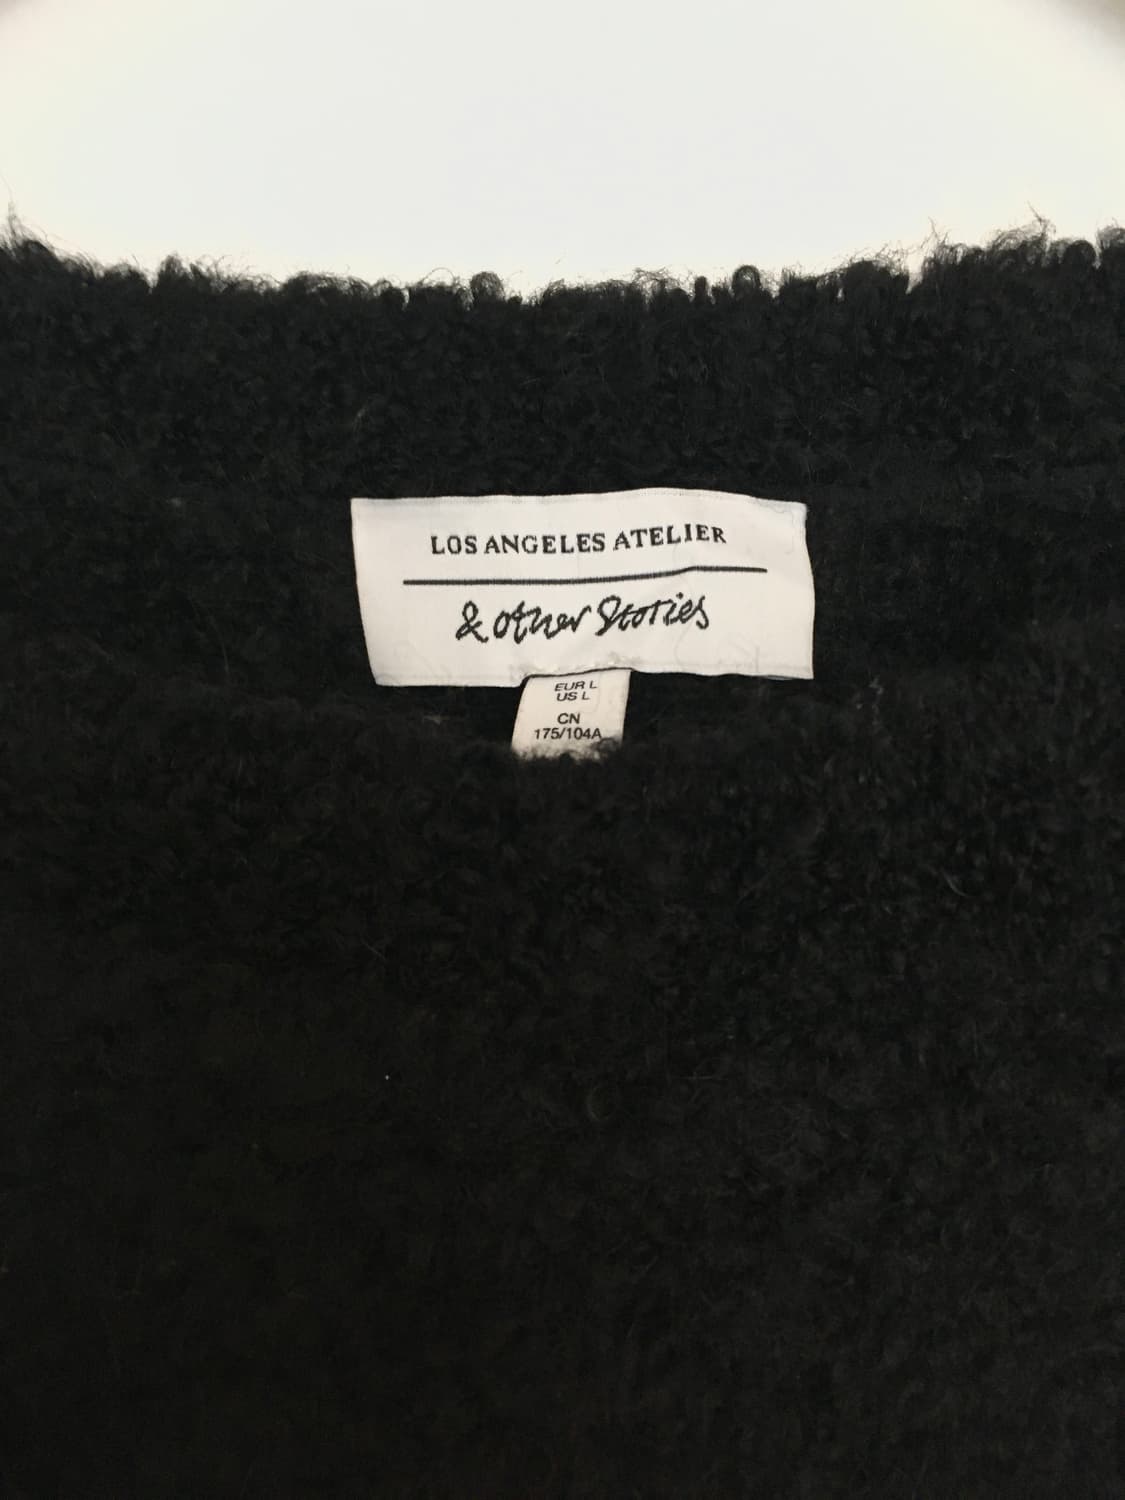 LOS ANGELES ATELIER
& other Stories
EUR L
US L
CN
175/104A